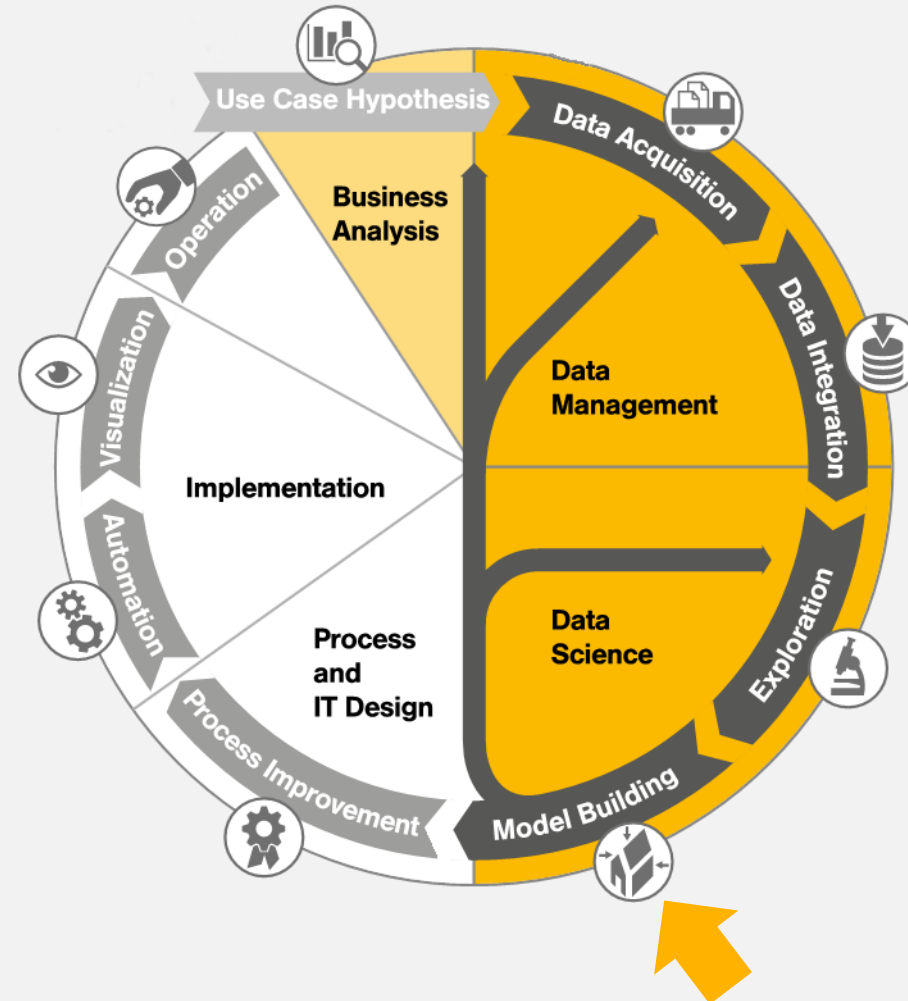 Use Case Hypothesis
Data Acquisition
Data Integration
Exploration
Model Building
Process Improvement
Automation
Visualization
Operation
Business
Analysis
Data
Management
Data
Science
Process
and
IT Design
Implementation